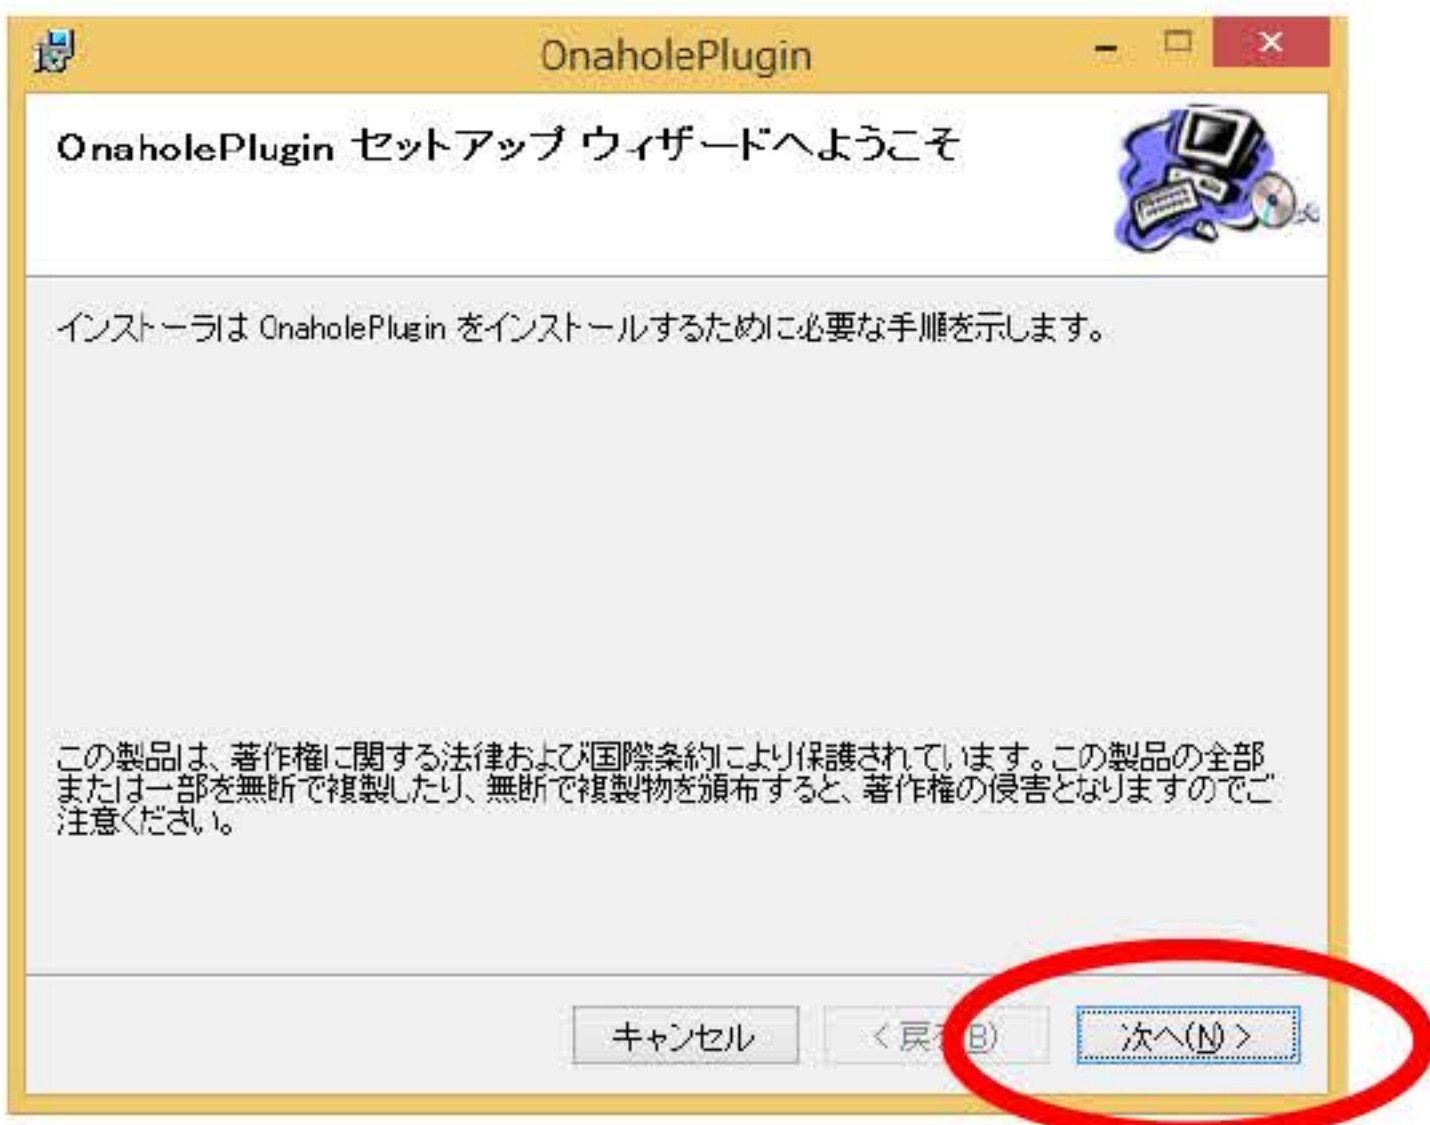 OnaholePlugin
OnaholePlugin セットアップ ウィザードへようこそ
インストーラは OnaholePlugin をインストールするために必要な手順を示します。
この製品は、著作権に関する法律および国際条約により保護されています。この製品の全部
または一部を無断で複製したり、無断で複製物を頒布すると、著作権の侵害となりますのでご
注意ください。
キャンセル
< 戻る(B)
次へ(N) >